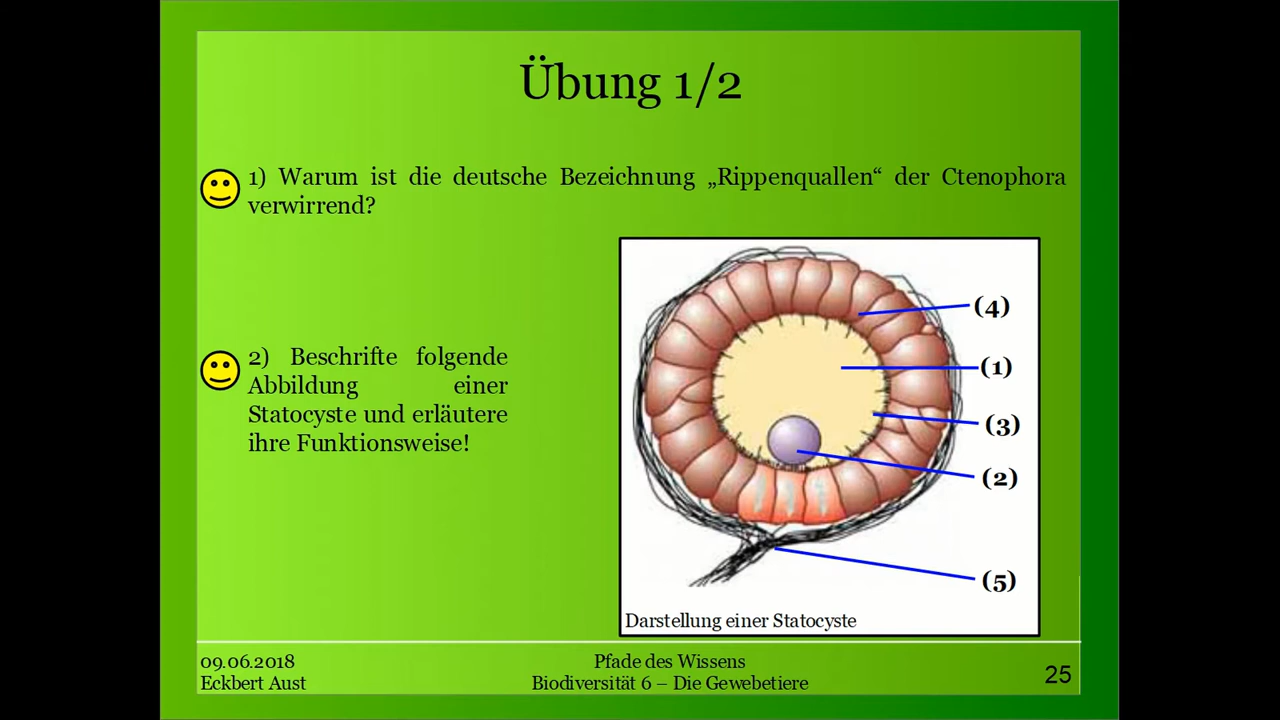 Übung 1/2
1) Warum ist die deutsche Bezeichnung „Rippenquallen“ der Ctenophora
verwirrend?
2) Beschrifte folgende
Abbildung einer
Statocyste und erläutere
ihre Funktionsweise!
(4)
(1)
(3)
(2)
(5)
Darstellung einer Statocyste
09.06.2018
Eckbert Aust
Pfade des Wissens
Biodiversität 6 – Die Gewebetiere
25